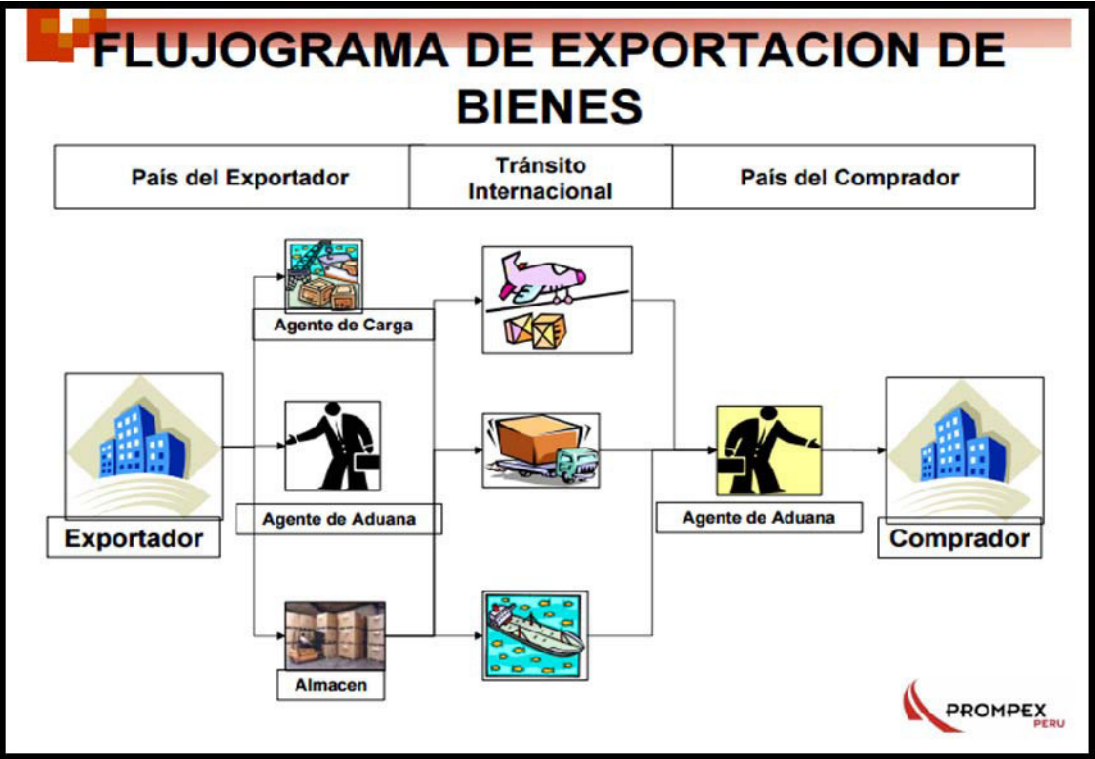 FLUJOGRAMA DE EXPORTACION DE
BIENES
País del Exportador
Tránsito
Internacional
País del Comprador
Agente de Carga
Agente de Aduana
Agente de Aduana
Exportador
Comprador
Almacen
PROMPEX
PERU